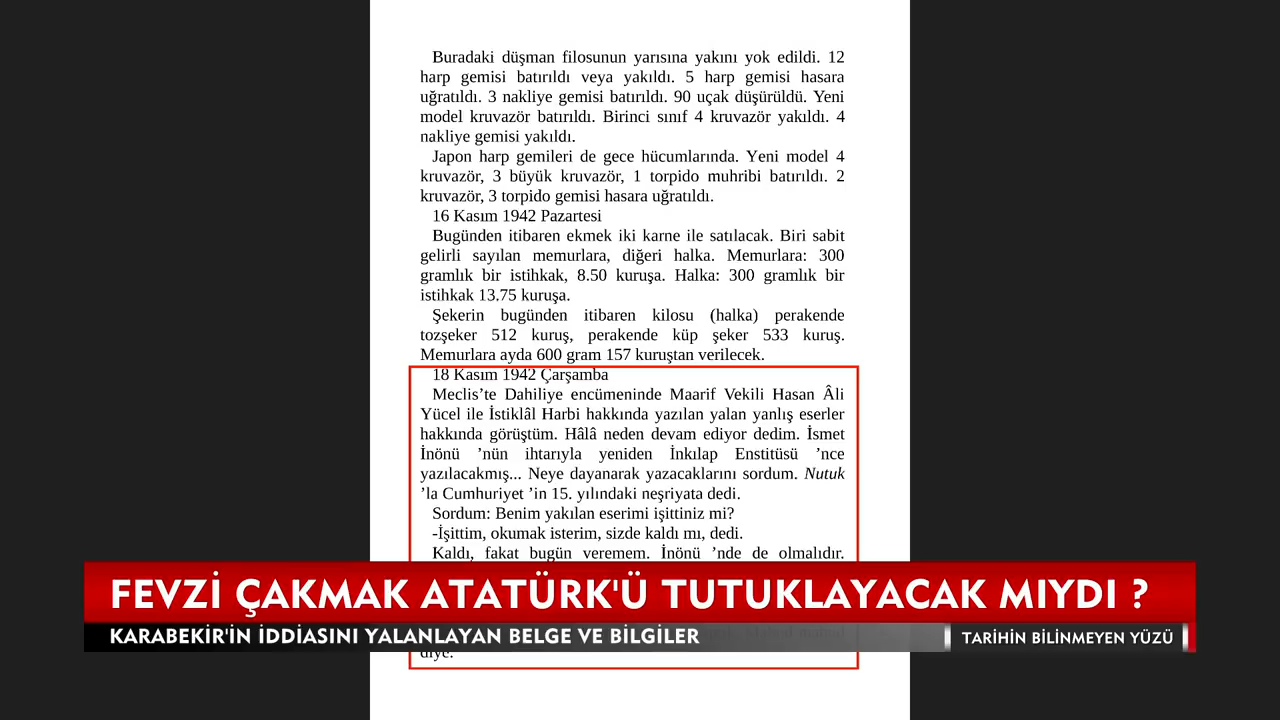 Buradaki düşman filosunun yarısına yakını yok edildi. 12
harp gemisi batırıldı veya yakıldı. 5 harp gemisi hasara
uğratıldı. 3 nakliye gemisi batırıldı. 90 uçak düşürüldü. Yeni
model kruvazör batırıldı. Birinci sınıf 4 kruvazör yakıldı. 4
nakliye gemisi yakıldı.
Japon harp gemileri de gece hücumlarında. Yeni model 4
kruvazör, 3 büyük kruvazör, 1 torpido muhribi batırıldı. 2
kruvazör, 3 torpido gemisi hasara uğratıldı.
16 Kasım 1942 Pazartesi
Bugünden itibaren ekmek iki karne ile satılacak. Biri sabit
gelirli sayılan memurlara, diğeri halka. Memurlara: 300
gramlık bir istihkak, 8.50 kuruşa. Halka: 300 gramlık bir
istihkak 13.75 kuruşa.
Şekerin bugünden itibaren kilosu (halka) perakende
tozşeker 512 kuruş, perakende küp şeker 533 kuruş.
Memurlara ayda 600 gram 157 kuruştan verilecek.
18 Kasım 1942 Çarşamba
Meclis’te Dahiliye encümeninde Maarif Vekili Hasan Âli
Yücel ile İstiklâl Harbi hakkında yazılan yalan yanlış eserler
hakkında görüştüm. Hâlâ neden devam ediyor dedim. İsmet
İnönü ’nün ihtarıyla yeniden İnkılap Enstitüsü ’nce
yazılacakmış... Neye dayanarak yazacaklarını sordum. Nutuk
’la Cumhuriyet ’in 15. yılındaki neşriyata dedi.
Sordum: Benim yakılan eserimi işittiniz mi?
-İşittim, okumak isterim, sizde kaldı mı, dedi.
Kaldı, fakat bugün veremem. İnönü ’nde de olmalıdır.
FEVZİ ÇAKMAK ATATÜRK'Ü TUTUKLAYACAK MIYDI ?
KARABEKİR'İN İDDİASINI YALANLAYAN BELGE VE BİLGİLER
TARİHİN BİLİNMEYEN YÜZÜ
diye.